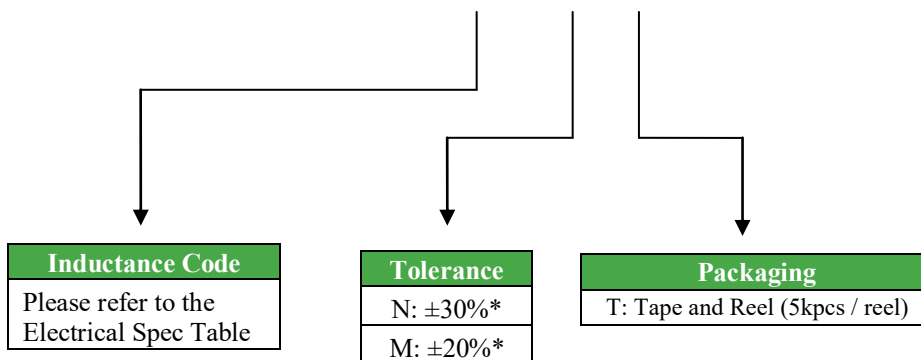 Inductance Code
Please refer to the
Electrical Spec Table
Tolerance
N: ±30%*
M: ±20%*
Packaging
T: Tape and Reel (5kpcs / reel)